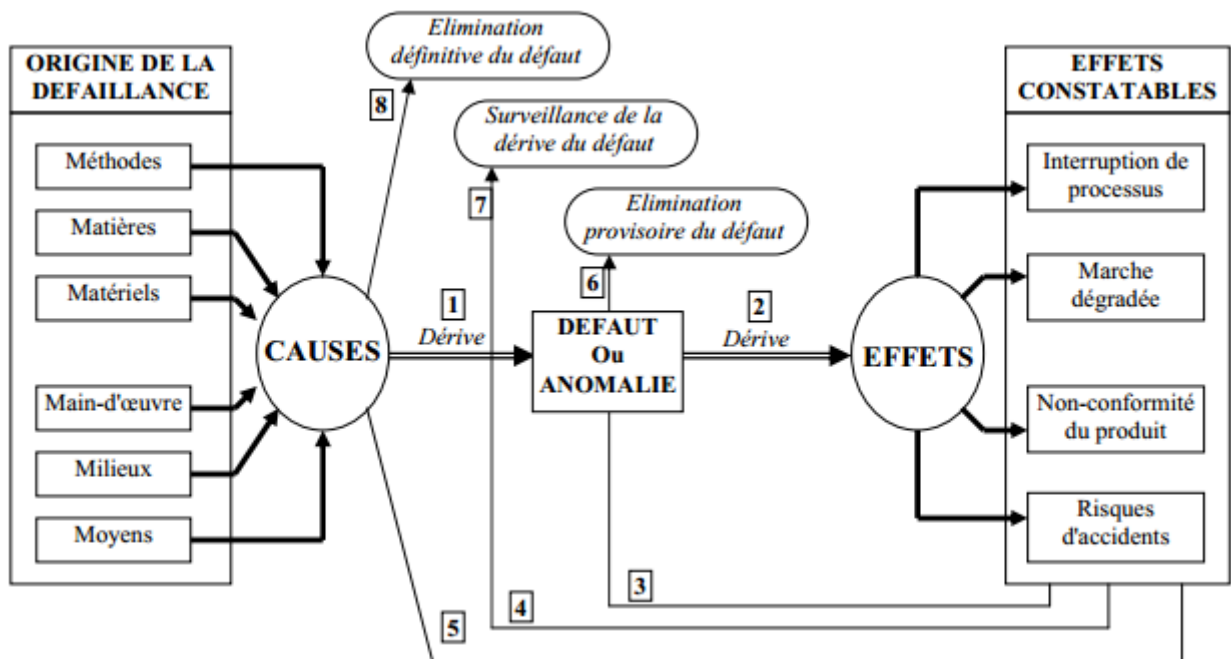 Elimination
définitive du défaut
ORIGINE DE LA
DEFAILLANCE
EFFETS
CONSTATABLES
8
Surveillance de la
dérive du défaut
Méthodes
Interruption de
processus
7
Elimination
provisoire du défaut
Matières
Matériels
Marche
dégradée
6
1
Dérive
2
Dérive
CAUSES
DEFAUT
Ou
ANOMALIE
EFFETS
Main-d'œuvre
Non-conformité
du produit
Milieux
Moyens
Risques
d'accidents
3
4
5